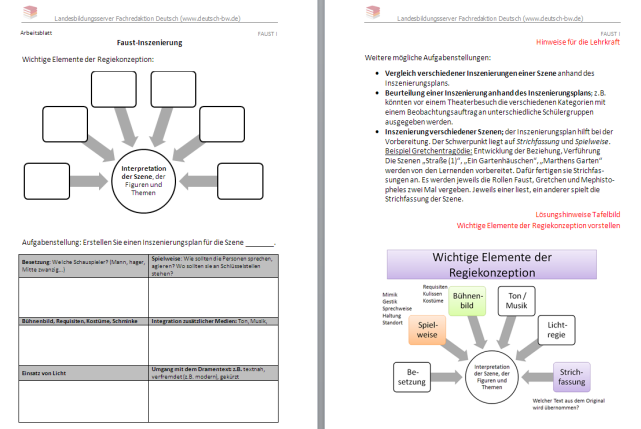 Landesbildungsserver Fachredaktion Deutsch (www.deutsch-bw.de)
Arbeitsblatt
FAUST I
Faust-Inszenierung
Wichtige Elemente der Regiekonzeption:
Interpretation
der Szene, der
Figuren und
Themen
Aufgabenstellung: Erstellen Sie einen Inszenierungsplan für die Szene _______.
Besetzung: Welche Schauspieler? (Mann, hager,
Mitte zwanzig...)
Spielweise: Wie sollten die Personen sprechen,
agieren? Wo sollten sie an Schlüsselstellen
stehen?
Bühnenbild, Requisiten, Kostüme, Schminke
Integration zusätzlicher Medien: Ton, Musik,
Einsatz von Licht
Umgang mit dem Dramentext z.B. textnah,
verfremdet (z.B. modern), gekürzt
Landesbildungsserver Fachredaktion Deutsch (www.deutsch-bw.de)
FAUST I
Hinweise für die Lehrkraft
Weitere mögliche Aufgabenstellungen:
• Vergleich verschiedener Inszenierungen einer Szene anhand des
Inszenierungsplans.
• Beurteilung einer Inszenierung anhand des Inszenierungsplans; z.B.
könnten vor einem Theaterbesuch die verschiedenen Kategorien mit
einem Beobachtungsauftrag an unterschiedliche Schülergruppen
ausgegeben werden.
• Inszenierung verschiedener Szenen; der Inszenierungsplan hilft bei der
Vorbereitung. Der Schwerpunkt liegt auf Strichfassung und Spielweise.
Beispiel Gretchentragödie: Entwicklung der Beziehung, Verführung
Die Szenen „Straße (1)“, „Ein Gartenhäuschen“, „Marthens Garten“
werden von den Lernenden vorbereitet. Dafür fertigen sie Strichfas-
sungen an. Es werden jeweils die Rollen Faust, Gretchen und Mephisto-
pheles zwei Mal vergeben. Jeweils einer liest, ein anderer spielt die
Strichfassung der Szene.
Lösungshinweise Tafelbild
Wichtige Elemente der Regiekonzeption vorstellen
Wichtige Elemente der
Regiekonzeption
Mimik
Gestik
Sprechweise
Haltung
Standort
Requisiten
Kulissen
Kostüme
Bühnen-
bild
Ton /
Musik
Spiel-
weise
Licht-
regie
Be-
setzung
Interpretation
der Szene, der
Figuren und
Themen
Strich-
fassung
Welcher Text aus dem Original
wird übernommen?